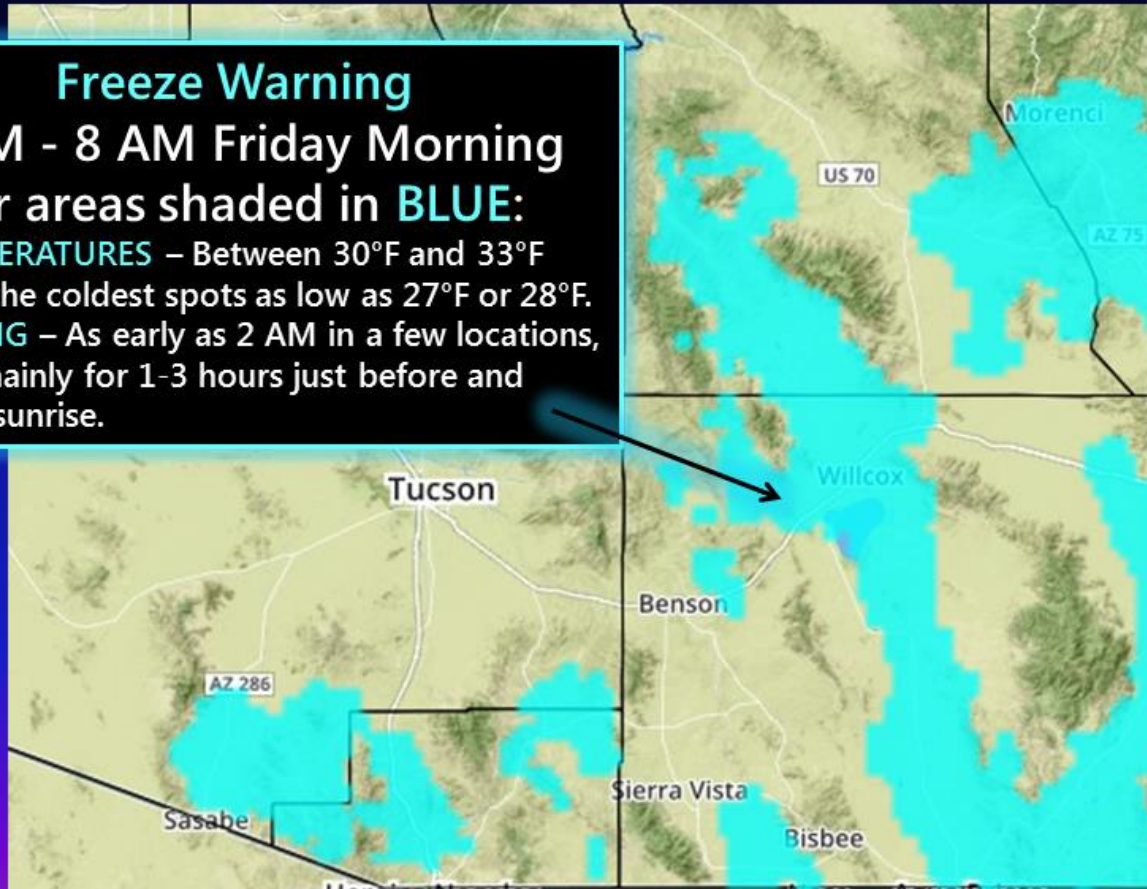 Freeze Warning
M - 8 AM Friday Morning
r areas shaded in BLUE:
ERATURES – Between 30°F and 33°F
he coldest spots as low as 27°F or 28°F.
G – As early as 2 AM in a few locations,
ainly for 1-3 hours just before and
sunrise.
Morenci
US 70
AZ 75
Tucson
Willcox
Benson
AZ 286
Sierra Vista
Sasabe
Bisbee